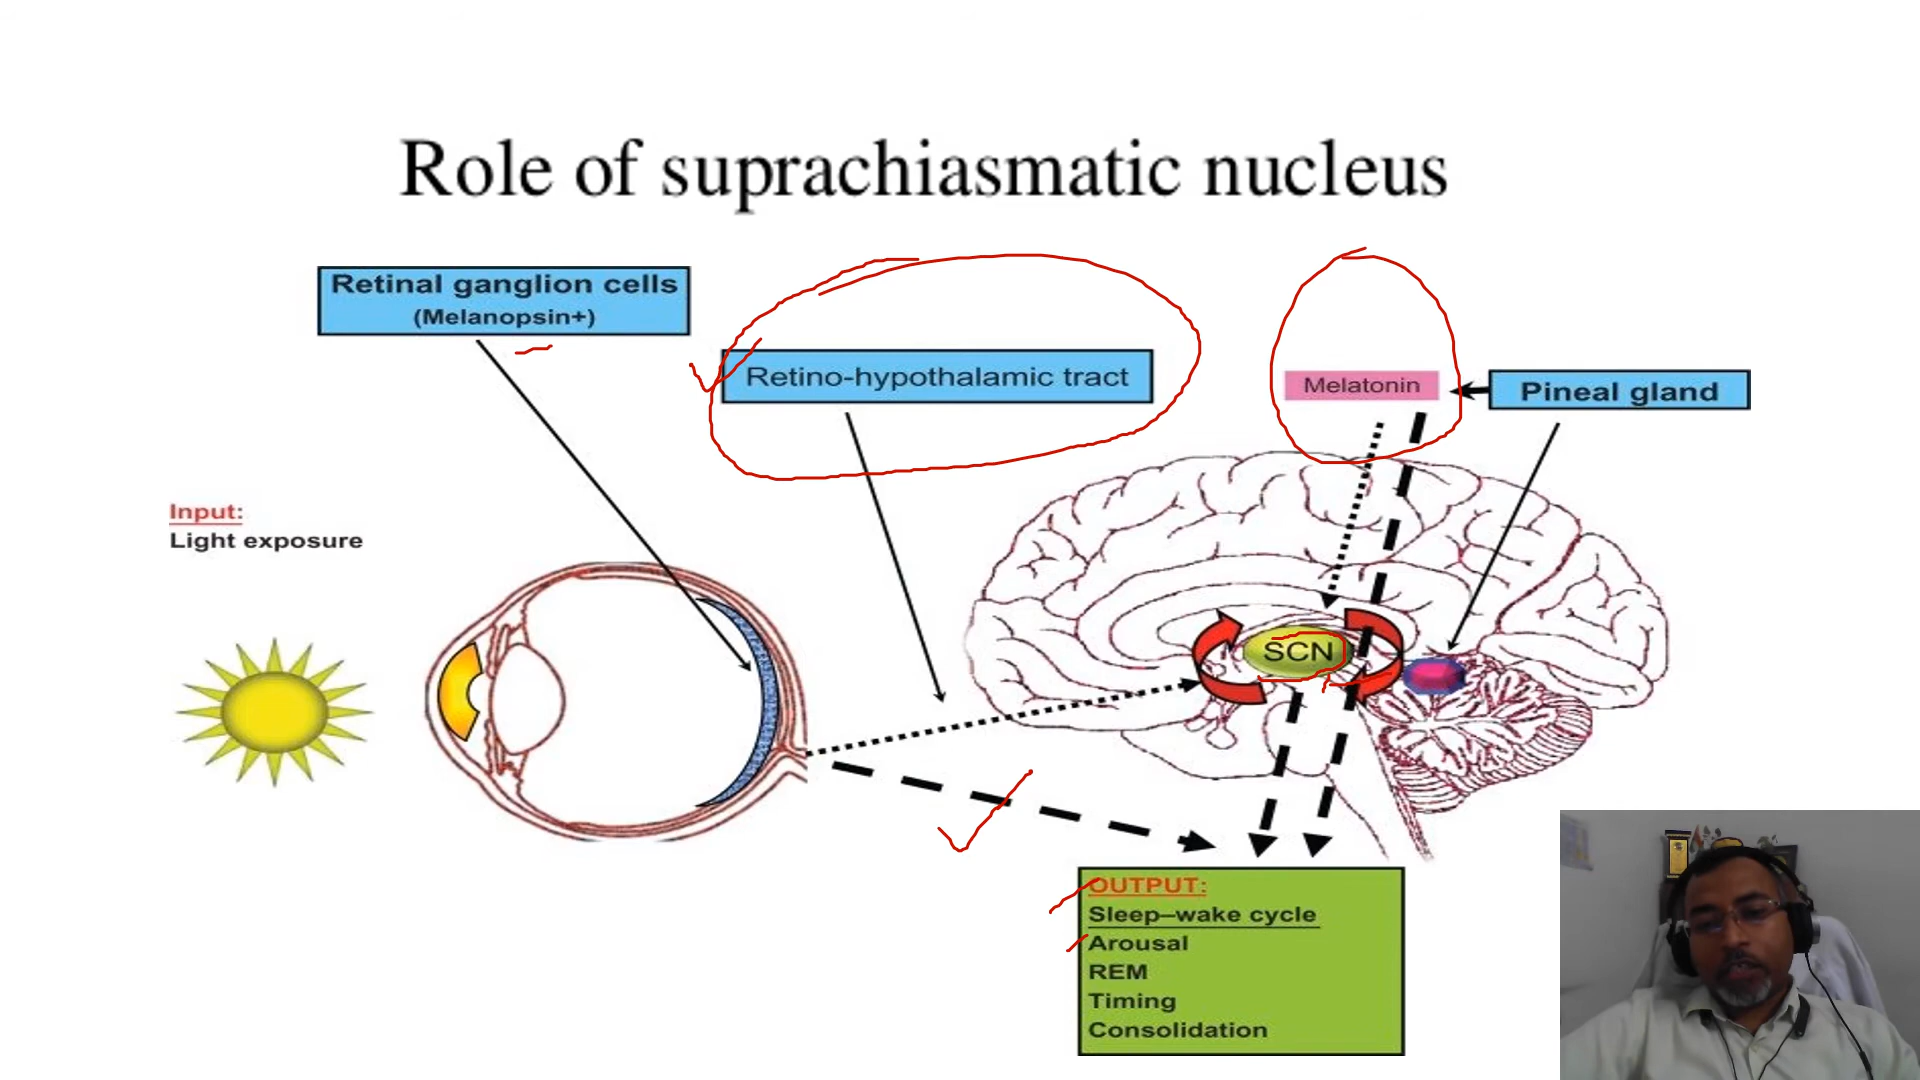 Role of suprachiasmatic nucleus
Retinal ganglion cells
(Melanopsin+)
Retino-hypothalamic tract
Melatonin
Pineal gland
Input:
Light exposure
SCN
OUTPUT:
Sleep–wake cycle
Arousal
REM
Timing
Consolidation